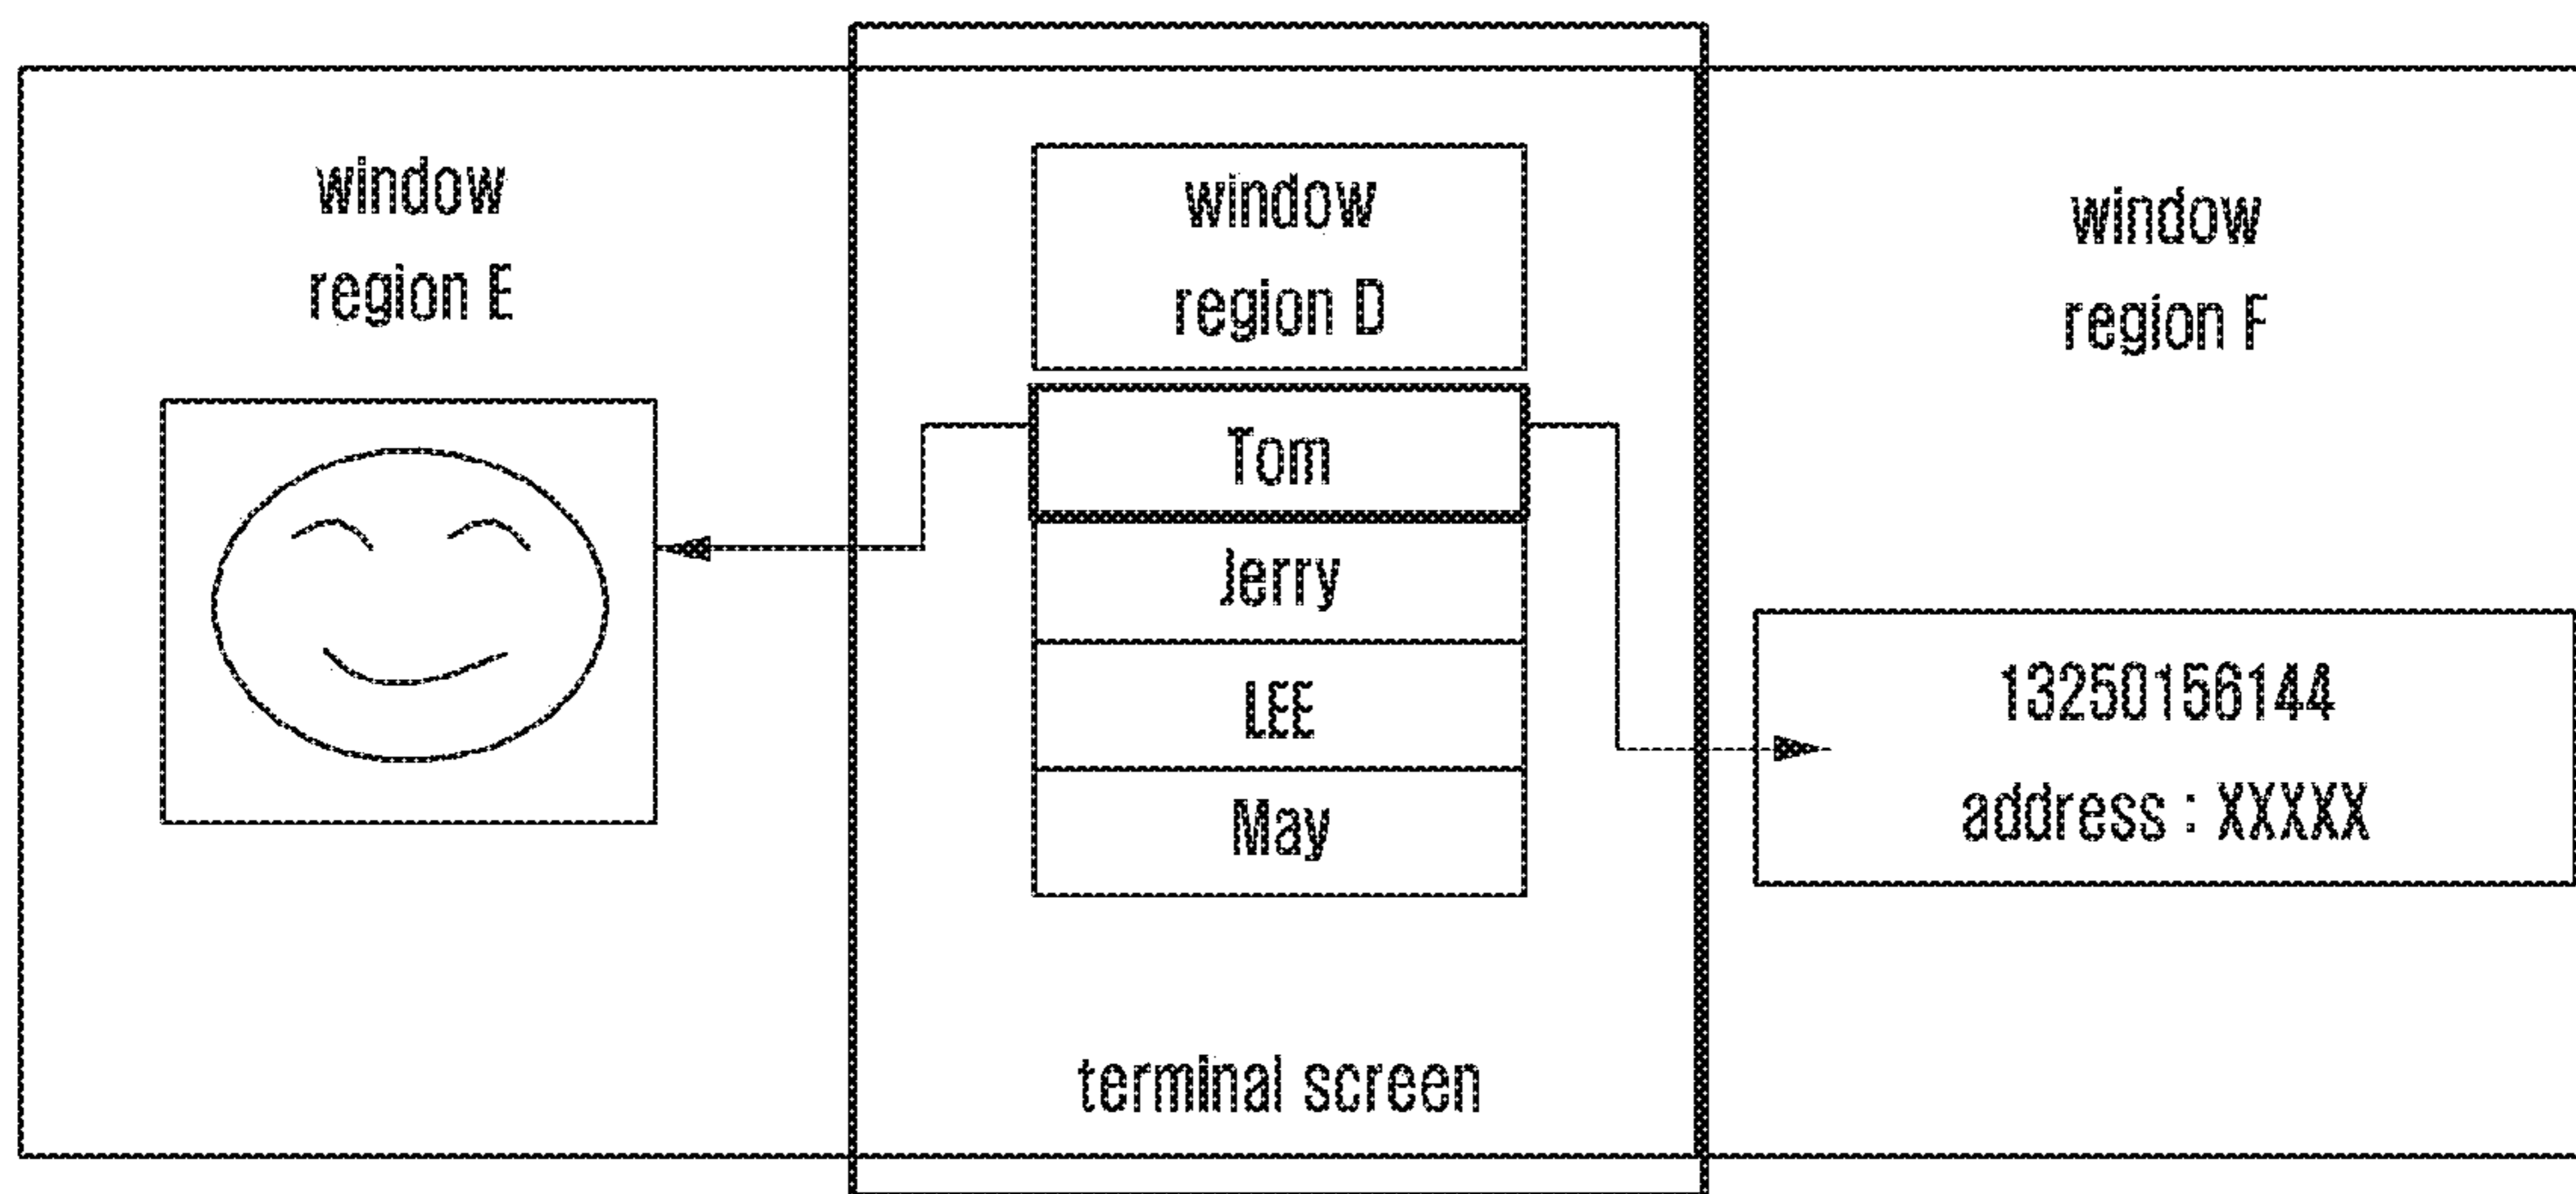 window
region E
window
region D
Tom
Jerry
LEE
May
terminal screen
window
region F
13250156144
address : XXXXX